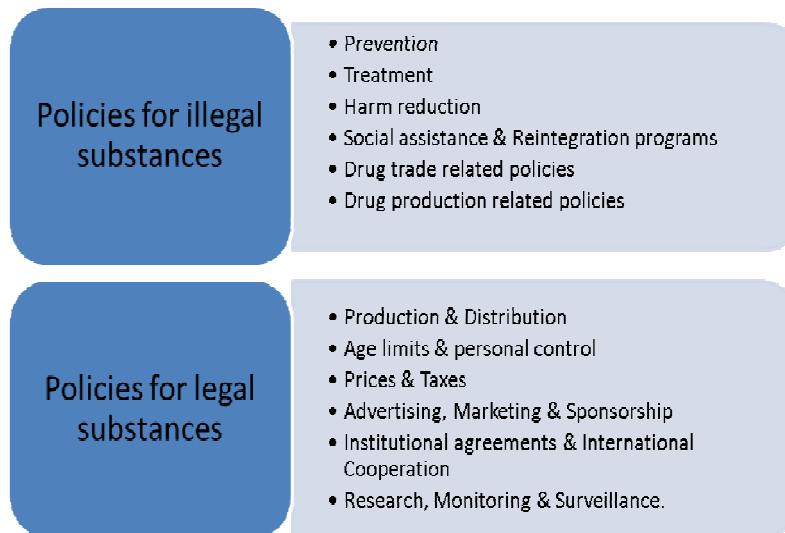 Policies for illegal
substances
• Prevention
• Treatment
• Harm reduction
• Social assistance & Reintegration programs
• Drug trade related policies
• Drug production related policies
Policies for legal
substances
• Production & Distribution
• Age limits & personal control
• Prices & Taxes
• Advertising, Marketing & Sponsorship
• Institutional agreements & International
Cooperation
• Research, Monitoring & Surveillance.